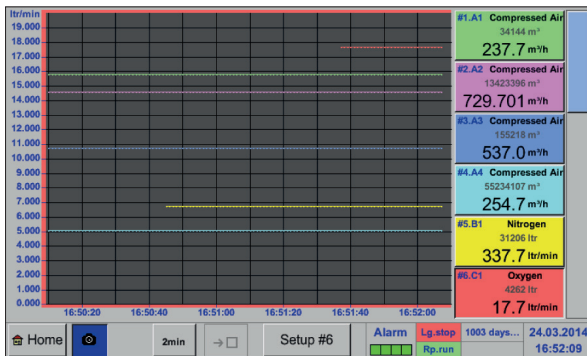 ltr/min
19.000
18.000
17.000
16.000
15.000
14.000
13.000
12.000
11.000
10.000
9.000
8.000
7.000
6.000
5.000
4.000
3.000
2.000
1.000
0.000
16:50:20 16:50:40 16:51:00 16:51:20 16:51:40 16:52:00
#1.A1 Compressed Air
34144 m³
237.7 m³/h
#2.A2 Compressed Air
13423396 m³
729.701 m³/h
#3.A3 Compressed Air
155218 m³
537.0 m³/h
#4.A4 Compressed Air
55234107 m³
254.7 m³/h
#5.B1 Nitrogen
31206 ltr
337.7 ltr/min
#6.C1 Oxygen
4262 ltr
17.7 ltr/min
Home 2min Setup #6 Alarm Lg.stop 1003 days... 24.03.2014
Rp.run 16:52:09